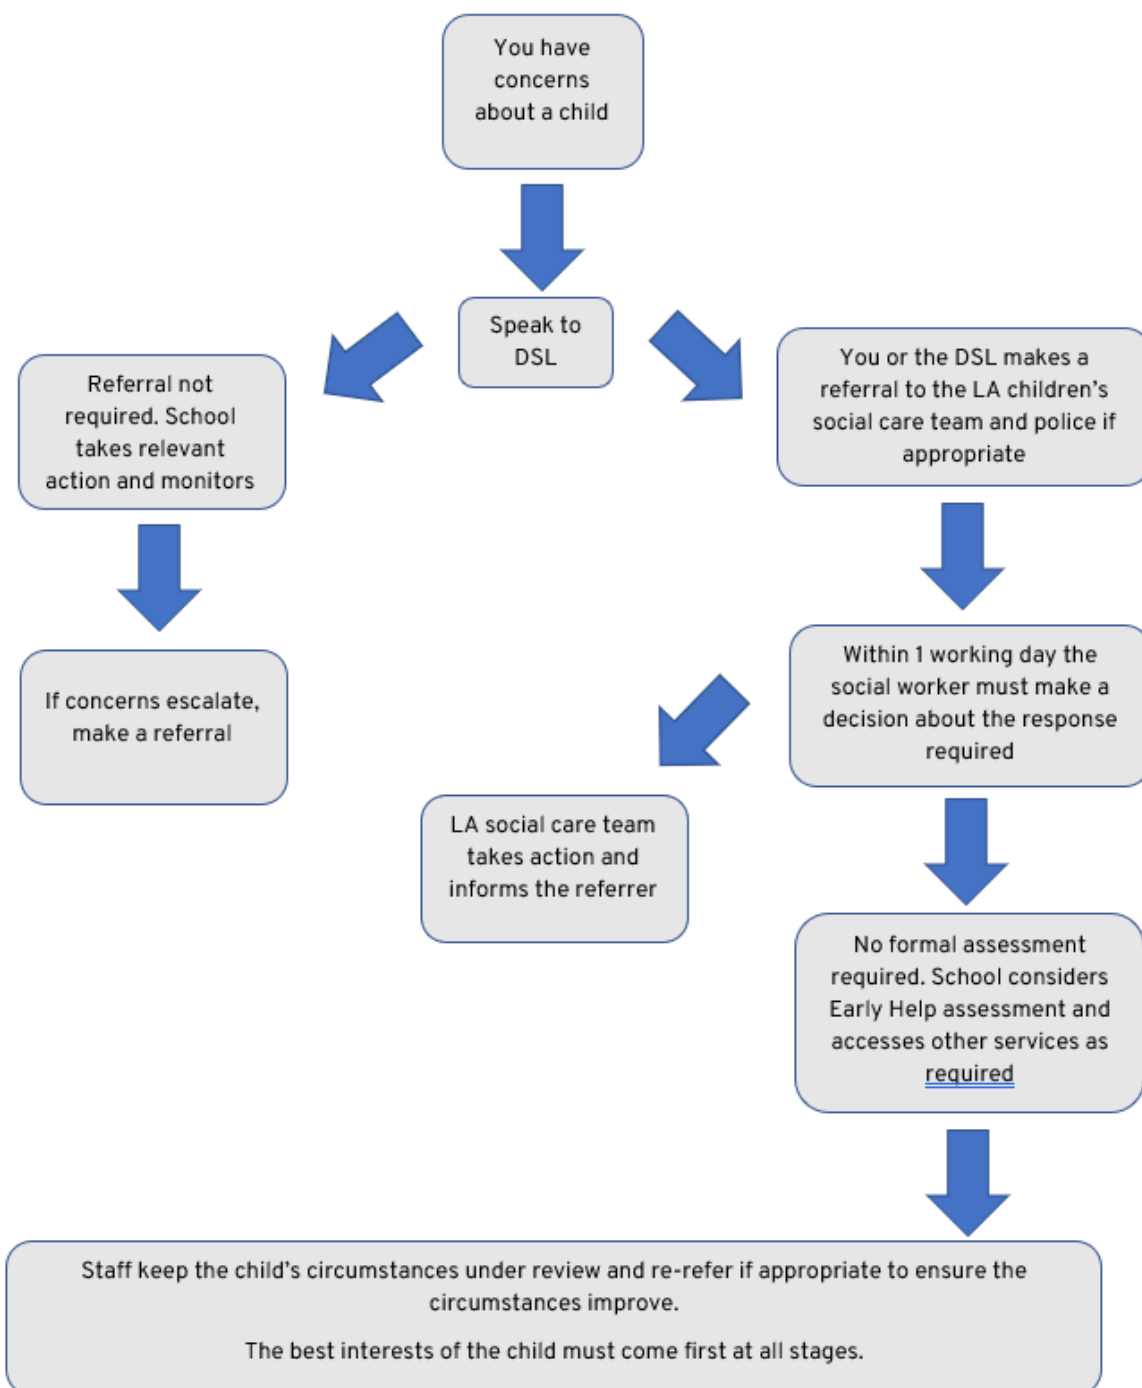 You have
concerns
about a child
Speak to
DSL
Referral not
required. School
takes relevant
action and monitors
If concerns escalate,
make a referral
You or the DSL makes a
referral to the LA children’s
social care team and police if
appropriate
Within 1 working day the
social worker must make a
decision about the response
required
LA social care team
takes action and
informs the referrer
No formal assessment
required. School considers
Early Help assessment and
accesses other services as
required
Staff keep the child’s circumstances under review and re-refer if appropriate to ensure the
circumstances improve.
The best interests of the child must come first at all stages.